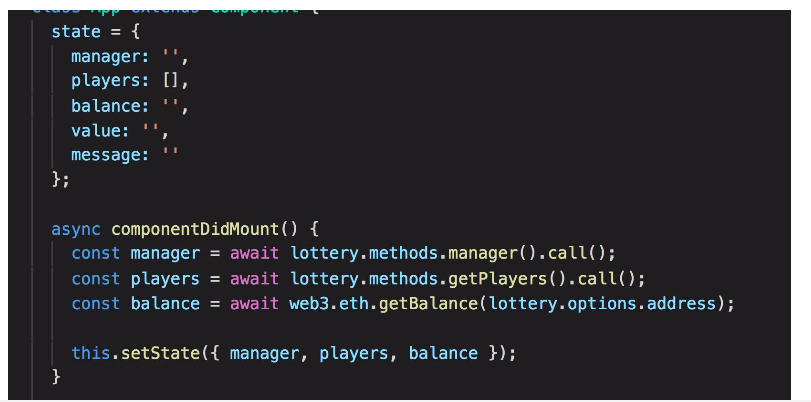 class App extends Component {
state = {
manager: '',
players: [],
balance: '',
value: '',
message: ''
};
async componentDidMount() {
const manager = await lottery.methods.manager().call();
const players = await lottery.methods.getPlayers().call();
const balance = await web3.eth.getBalance(lottery.options.address);
this.setState({ manager, players, balance });
}